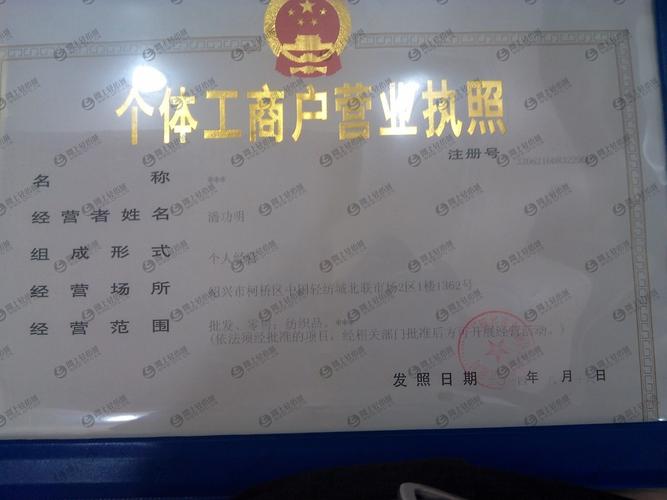 个体工商户营业执照
注册号
名称 ***
经营者姓名 潘功明
组成形式 个人经营
经营场所 绍兴市柯桥区中国轻纺城北联市场2区1楼1362号
经营范围 批发、零售：纺织品。***
(依法须经批准的项目，经相关部门批准后方可开展经营活动。)
发照日期 年 月 日